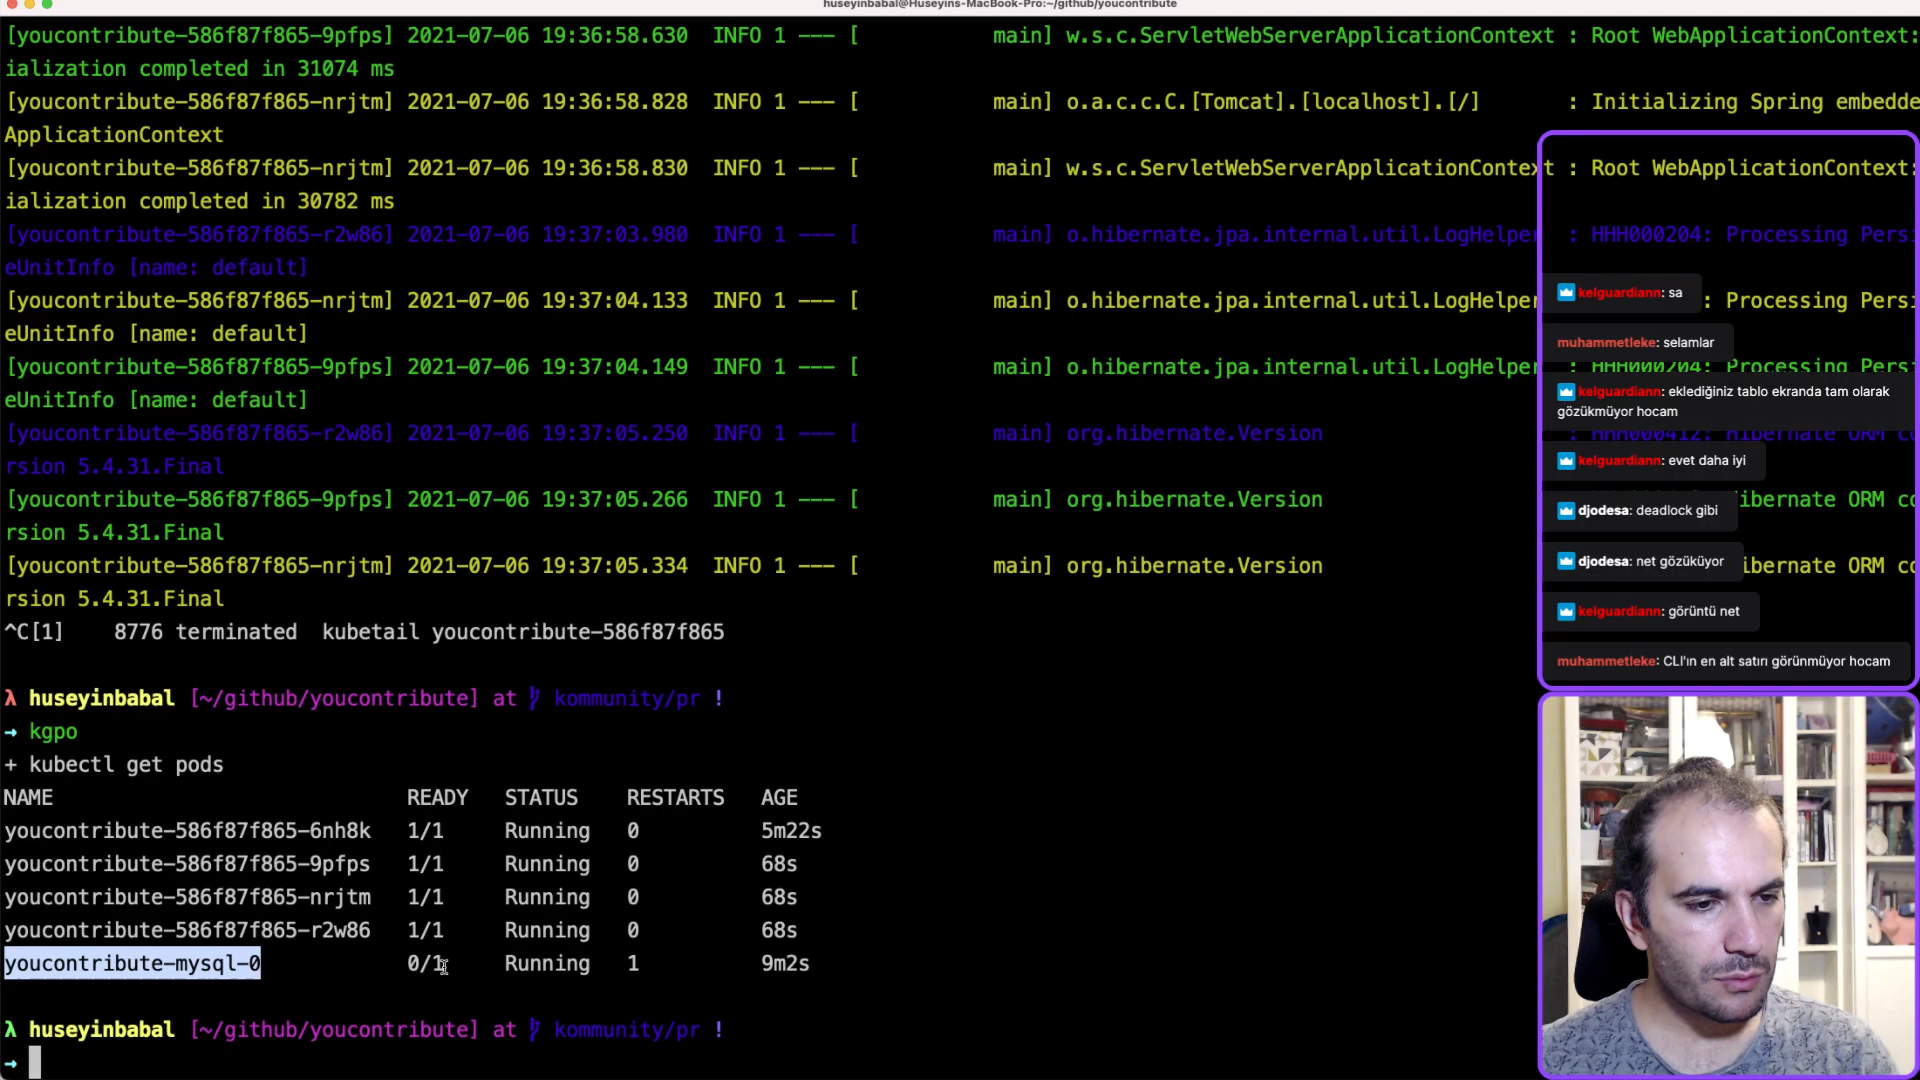 huseyinbabal@Huseyins-MacBook-Pro:~/github/youcontribute
[youcontribute-586f87f865-9pfps] 2021-07-06 19:36:58.630  INFO 1 --- [           main] w.s.c.ServletWebServerApplicationContext : Root WebApplicationContext:
ialization completed in 31074 ms
[youcontribute-586f87f865-nrjtm] 2021-07-06 19:36:58.828  INFO 1 --- [           main] o.a.c.c.C.[Tomcat].[localhost].[/]       : Initializing Spring embedde
ApplicationContext
[youcontribute-586f87f865-nrjtm] 2021-07-06 19:36:58.830  INFO 1 --- [           main] w.s.c.ServletWebServerApplicationContext : Root WebApplicationContext:
ialization completed in 30782 ms
[youcontribute-586f87f865-r2w86] 2021-07-06 19:37:03.980  INFO 1 --- [           main] o.hibernate.jpa.internal.util.LogHelper  : HHH000204: Processing Persi
eUnitInfo [name: default]
[youcontribute-586f87f865-nrjtm] 2021-07-06 19:37:04.133  INFO 1 --- [           main] o.hibernate.jpa.internal.util.LogHelper : Processing Persi
eUnitInfo [name: default]
[youcontribute-586f87f865-9pfps] 2021-07-06 19:37:04.149  INFO 1 --- [           main] o.hibernate.jpa.internal.util.LogHelper  : HHH000204: Processing Persi
eUnitInfo [name: default]
[youcontribute-586f87f865-r2w86] 2021-07-06 19:37:05.250  INFO 1 --- [           main] org.hibernate.Version                    : HHH000412: Hibernate ORM co
rsion 5.4.31.Final
[youcontribute-586f87f865-9pfps] 2021-07-06 19:37:05.266  INFO 1 --- [           main] org.hibernate.Version ibernate ORM co
rsion 5.4.31.Final
[youcontribute-586f87f865-nrjtm] 2021-07-06 19:37:05.334  INFO 1 --- [           main] org.hibernate.Version ibernate ORM co
rsion 5.4.31.Final
^C[1]    8776 terminated  kubetail youcontribute-586f87f865
λ huseyinbabal [~/github/youcontribute] at kommunity/pr !
→ kgpo
+ kubectl get pods
NAME                             READY   STATUS    RESTARTS   AGE
youcontribute-586f87f865-6nh8k   1/1     Running   0          5m22s
youcontribute-586f87f865-9pfps   1/1     Running   0          68s
youcontribute-586f87f865-nrjtm   1/1     Running   0          68s
youcontribute-586f87f865-r2w86   1/1     Running   0          68s
youcontribute-mysql-0            0/1     Running   1          9m2s
λ huseyinbabal [~/github/youcontribute] at kommunity/pr !
→
kelguardiann: sa
muhammetleke: selamlar
kelguardiann: eklediğiniz tablo ekranda tam olarak
gözükmüyor hocam
kelguardiann: evet daha iyi
djodesa: deadlock gibi
djodesa: net gözüküyor
kelguardiann: görüntü net
muhammetleke: CLI'ın en alt satırı görünmüyor hocam